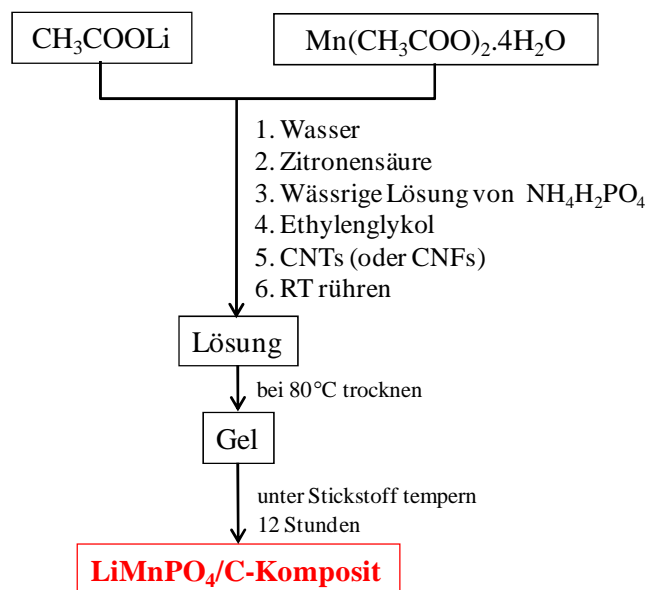 CH₃COOLi
Mn(CH₃COO)₂.4H₂O
1. Wasser
2. Zitronensäure
3. Wässrige Lösung von NH₄H₂PO₄
4. Ethylenglykol
5. CNTs (oder CNFs)
6. RT rühren
Lösung
bei 80°C trocknen
Gel
unter Stickstoff tempern
12 Stunden
LiMnPO₄/C-Komposit